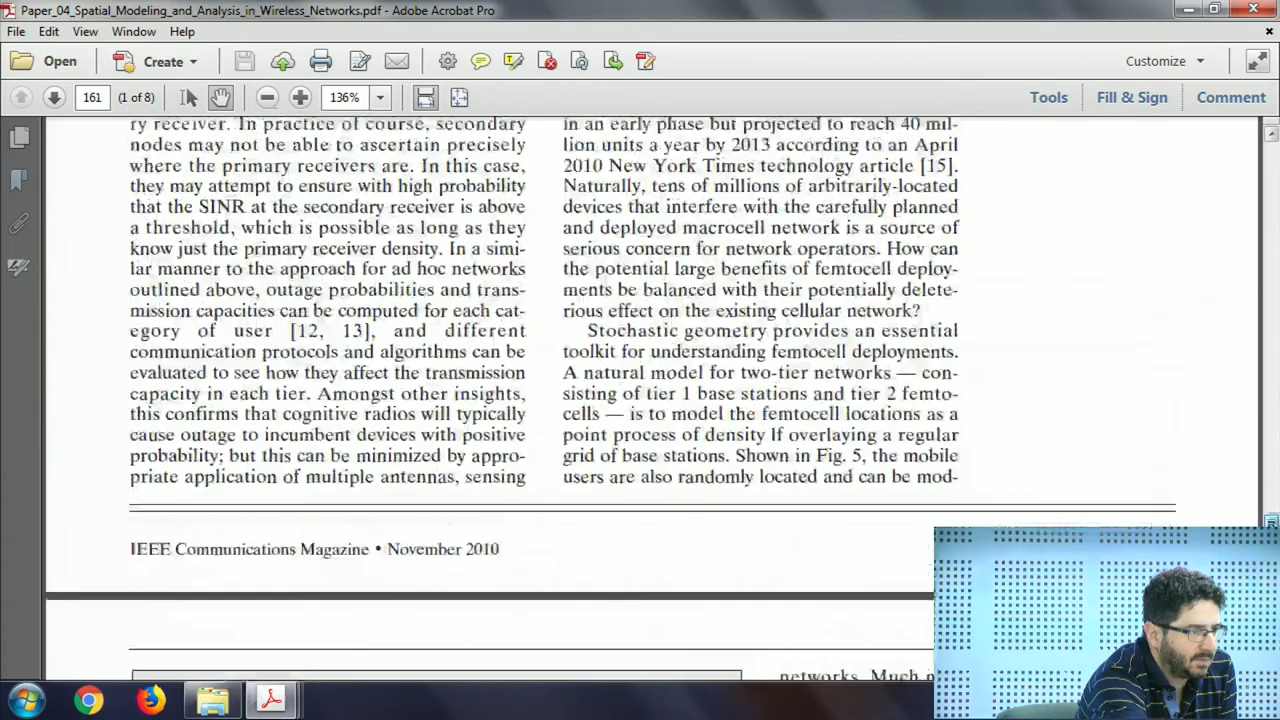 Paper_04_Spatial_Modeling_and_Analysis_in_Wireless_Networks.pdf - Adobe Acrobat Pro
File Edit View Window Help
Open Create Customize
161 (1 of 8) 136% Tools Fill & Sign Comment
ry receiver. In practice of course, secondary
nodes may not be able to ascertain precisely
where the primary receivers are. In this case,
they may attempt to ensure with high probability
that the SINR at the secondary receiver is above
a threshold, which is possible as long as they
know just the primary receiver density. In a simi-
lar manner to the approach for ad hoc networks
outlined above, outage probabilities and trans-
mission capacities can be computed for each cat-
egory of user [12, 13], and different
communication protocols and algorithms can be
evaluated to see how they affect the transmission
capacity in each tier. Amongst other insights,
this confirms that cognitive radios will typically
cause outage to incumbent devices with positive
probability; but this can be minimized by appro-
priate application of multiple antennas, sensing
in an early phase but projected to reach 40 mil-
lion units a year by 2013 according to an April
2010 New York Times technology article [15].
Naturally, tens of millions of arbitrarily-located
devices that interfere with the carefully planned
and deployed macrocell network is a source of
serious concern for network operators. How can
the potential large benefits of femtocell deploy-
ments be balanced with their potentially delete-
rious effect on the existing cellular network?
Stochastic geometry provides an essential
toolkit for understanding femtocell deployments.
A natural model for two-tier networks — con-
sisting of tier 1 base stations and tier 2 femto-
cells — is to model the femtocell locations as a
point process of density lf overlaying a regular
grid of base stations. Shown in Fig. 5, the mobile
users are also randomly located and can be mod-
IEEE Communications Magazine • November 2010
networks. Much